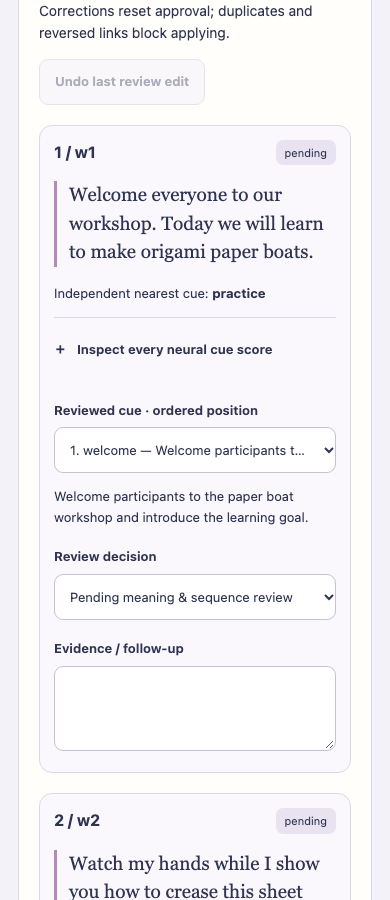 Corrections reset approval; duplicates and
reversed links block applying.
Undo last review edit
1 / w1
pending
Welcome everyone to our
workshop. Today we will learn
to make origami paper boats.
Independent nearest cue: practice
+ Inspect every neural cue score
Reviewed cue · ordered position
1. welcome — Welcome participants t...
Welcome participants to the paper boat
workshop and introduce the learning goal.
Review decision
Pending meaning & sequence review
Evidence / follow-up
2 / w2
pending
Watch my hands while I show
you how to crease this sheet